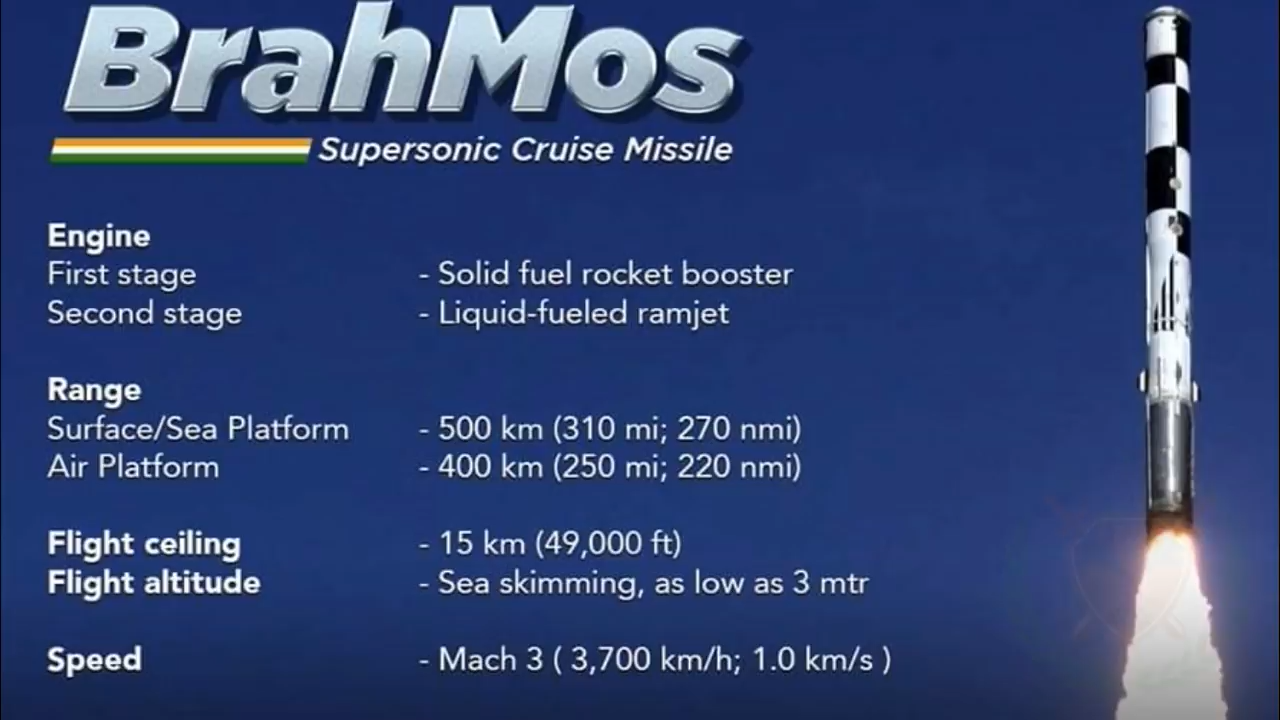 BrahMos
Supersonic Cruise Missile
Engine
First stage - Solid fuel rocket booster
Second stage - Liquid-fueled ramjet
Range
Surface/Sea Platform - 500 km (310 mi; 270 nmi)
Air Platform - 400 km (250 mi; 220 nmi)
Flight ceiling - 15 km (49,000 ft)
Flight altitude - Sea skimming, as low as 3 mtr
Speed - Mach 3 ( 3,700 km/h; 1.0 km/s )